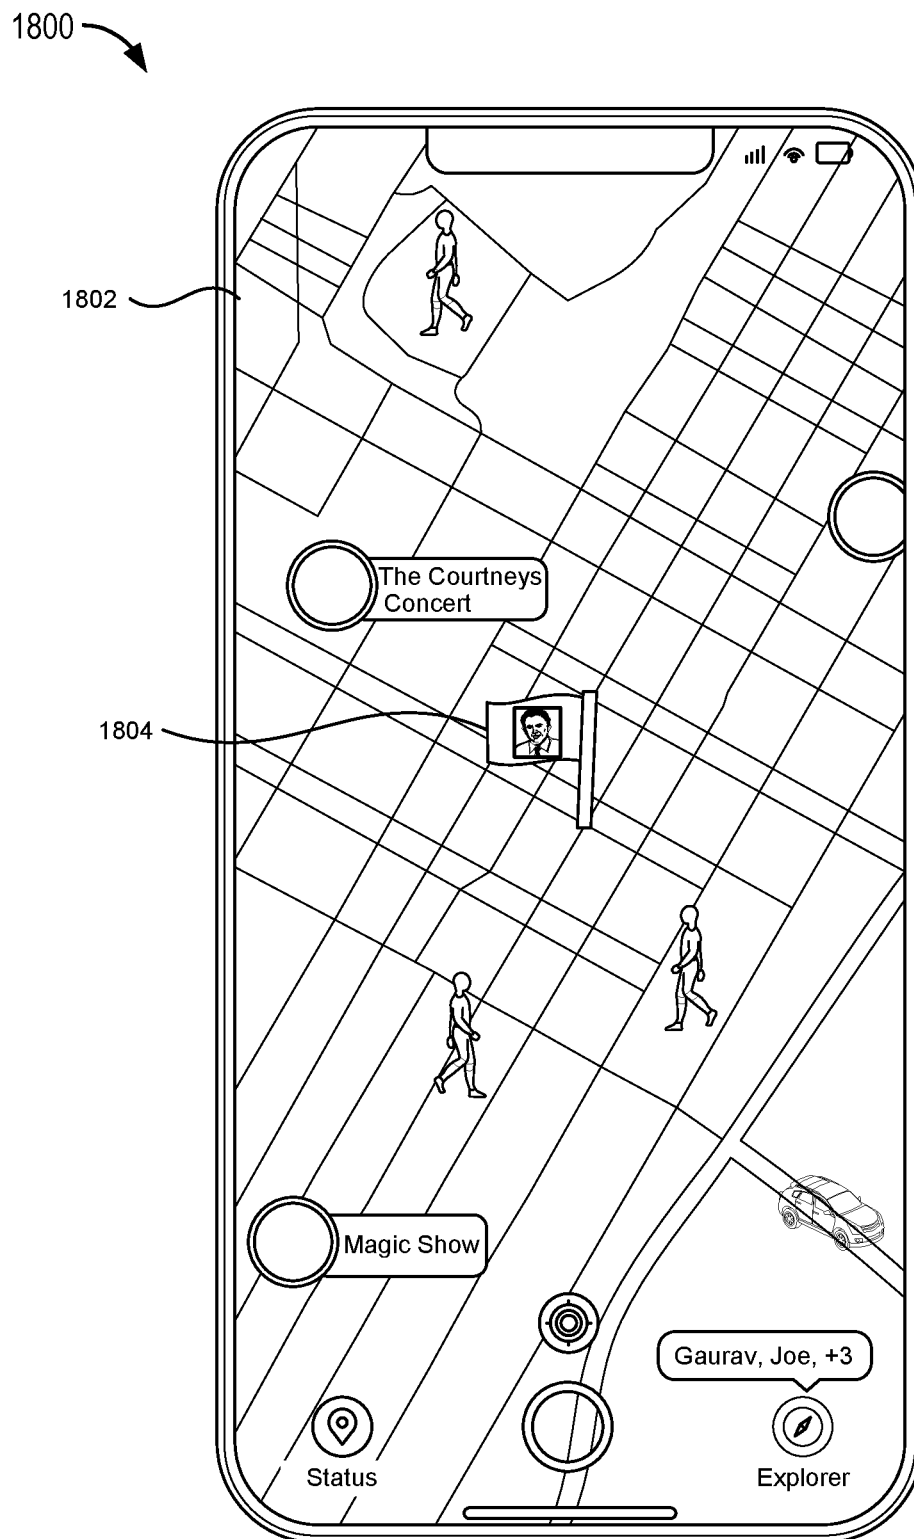 1800
1802
The Courtneys
Concert
1804
Magic Show
Gaurav, Joe, +3
Status
Explorer